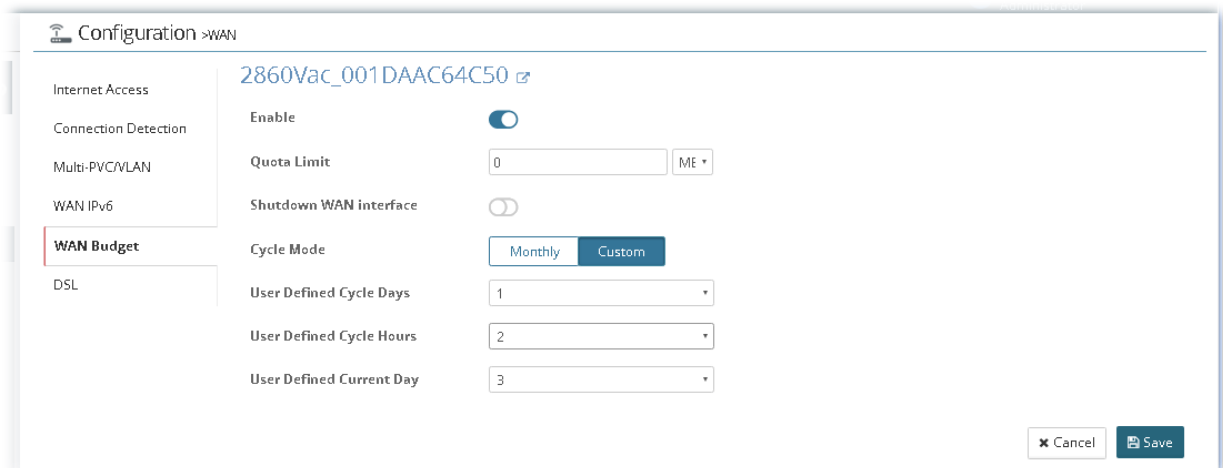 Configuration >WAN
Internet Access
Connection Detection
Multi-PVC/VLAN
WAN IPv6
WAN Budget
DSL
2860Vac_001DAAC64C50
Enable
Quota Limit
0
Shutdown WAN interface
Cycle Mode
Monthly
Custom
User Defined Cycle Days
1
User Defined Cycle Hours
2
User Defined Current Day
3
Cancel
Save